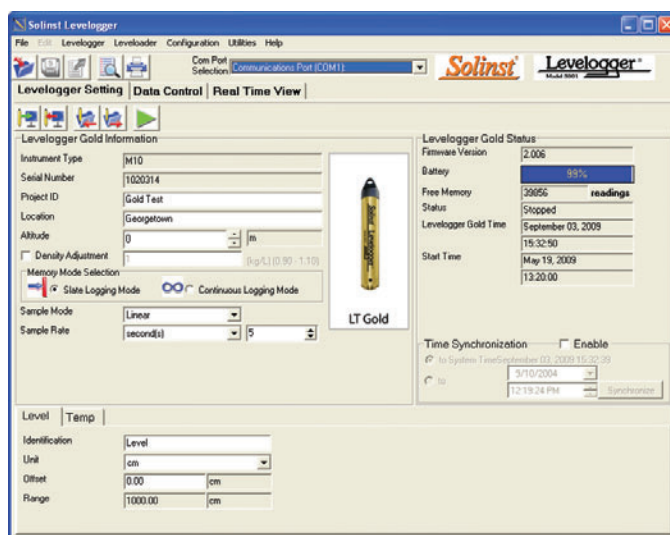 Solinst Levelogger
File Edit Levelogger Leveloader Configuration Utilities Help
Com Port
Selection: Communications Port (COM1):
Solinst
Levelogger
Levelogger Setting Data Control Real Time View
Levelogger Gold Information
Instrument Type M10
Serial Number 1020314
Project ID Gold Test
Location Georgetown
Altitude 0 m
Density Adjustment 1 (kg/L) (0.90 - 1.10)
Memory Mode Selection
Slate Logging Mode Continuous Logging Mode
Sample Mode Linear
Sample Rate second(s) 5
Solinst Levelogger
LT Gold
Levelogger Gold Status
Firmware Version 2.006
Battery 99%
Free Memory 39856 readings
Status Stopped
Levelogger Gold Time September 03, 2009
15:32:50
Start Time May 19, 2009
13:20:00
Time Synchronization Enable
to System Time September 03, 2009 15:32:39
to 9/10/2004
12:19:24 PM Synchronize
Level Temp
Identification Level
Unit cm
Offset 0.00 cm
Range 1000.00 cm